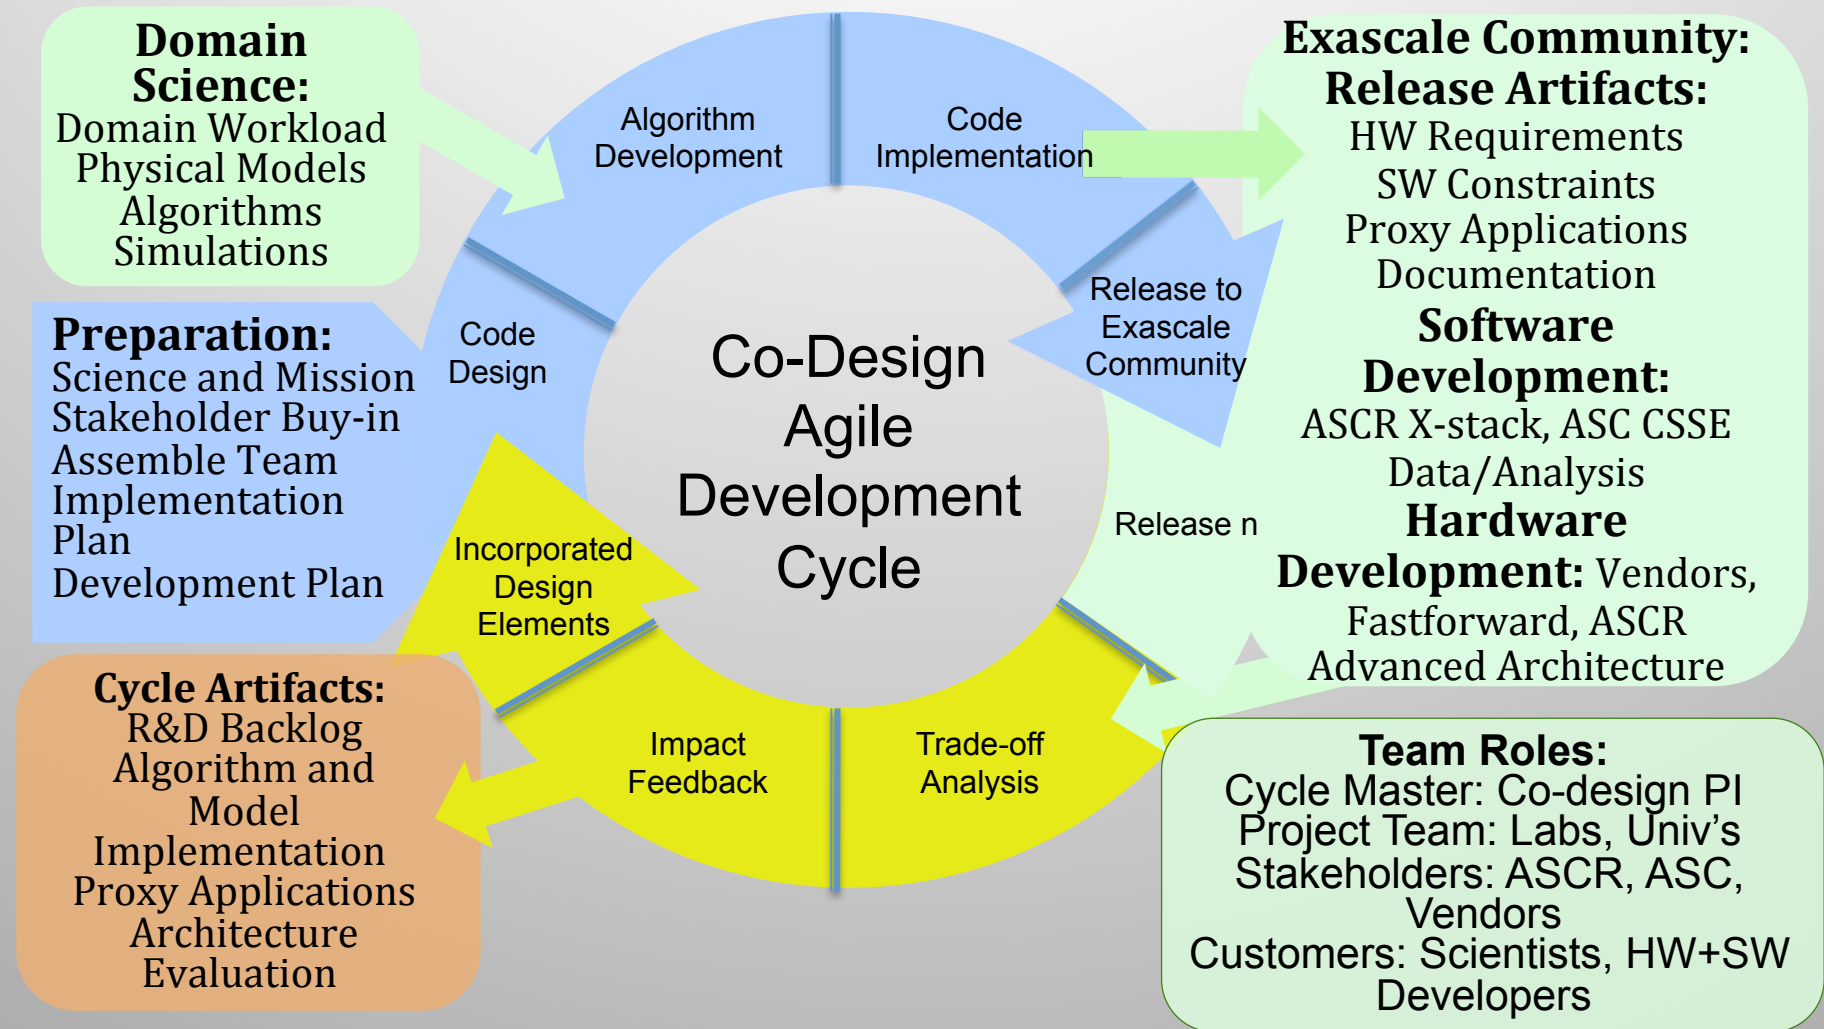 Domain
Science:
Domain Workload
Physical Models
Algorithms
Simulations
Preparation:
Science and Mission
Stakeholder Buy-in
Assemble Team
Implementation
Plan
Development Plan
Cycle Artifacts:
R&D Backlog
Algorithm and
Model
Implementation
Proxy Applications
Architecture
Evaluation
Algorithm
Development
Code
Implementation
Code
Design
Release to
Exascale
Community
Co-Design
Agile
Development
Cycle
Release n
Incorporated
Design
Elements
Impact
Feedback
Trade-off
Analysis
Exascale Community:
Release Artifacts:
HW Requirements
SW Constraints
Proxy Applications
Documentation
Software
Development:
ASCR X-stack, ASC CSSE
Data/Analysis
Hardware
Development: Vendors,
Fastforward, ASCR
Advanced Architecture
Team Roles:
Cycle Master: Co-design PI
Project Team: Labs, Univ’s
Stakeholders: ASCR, ASC,
Vendors
Customers: Scientists, HW+SW
Developers